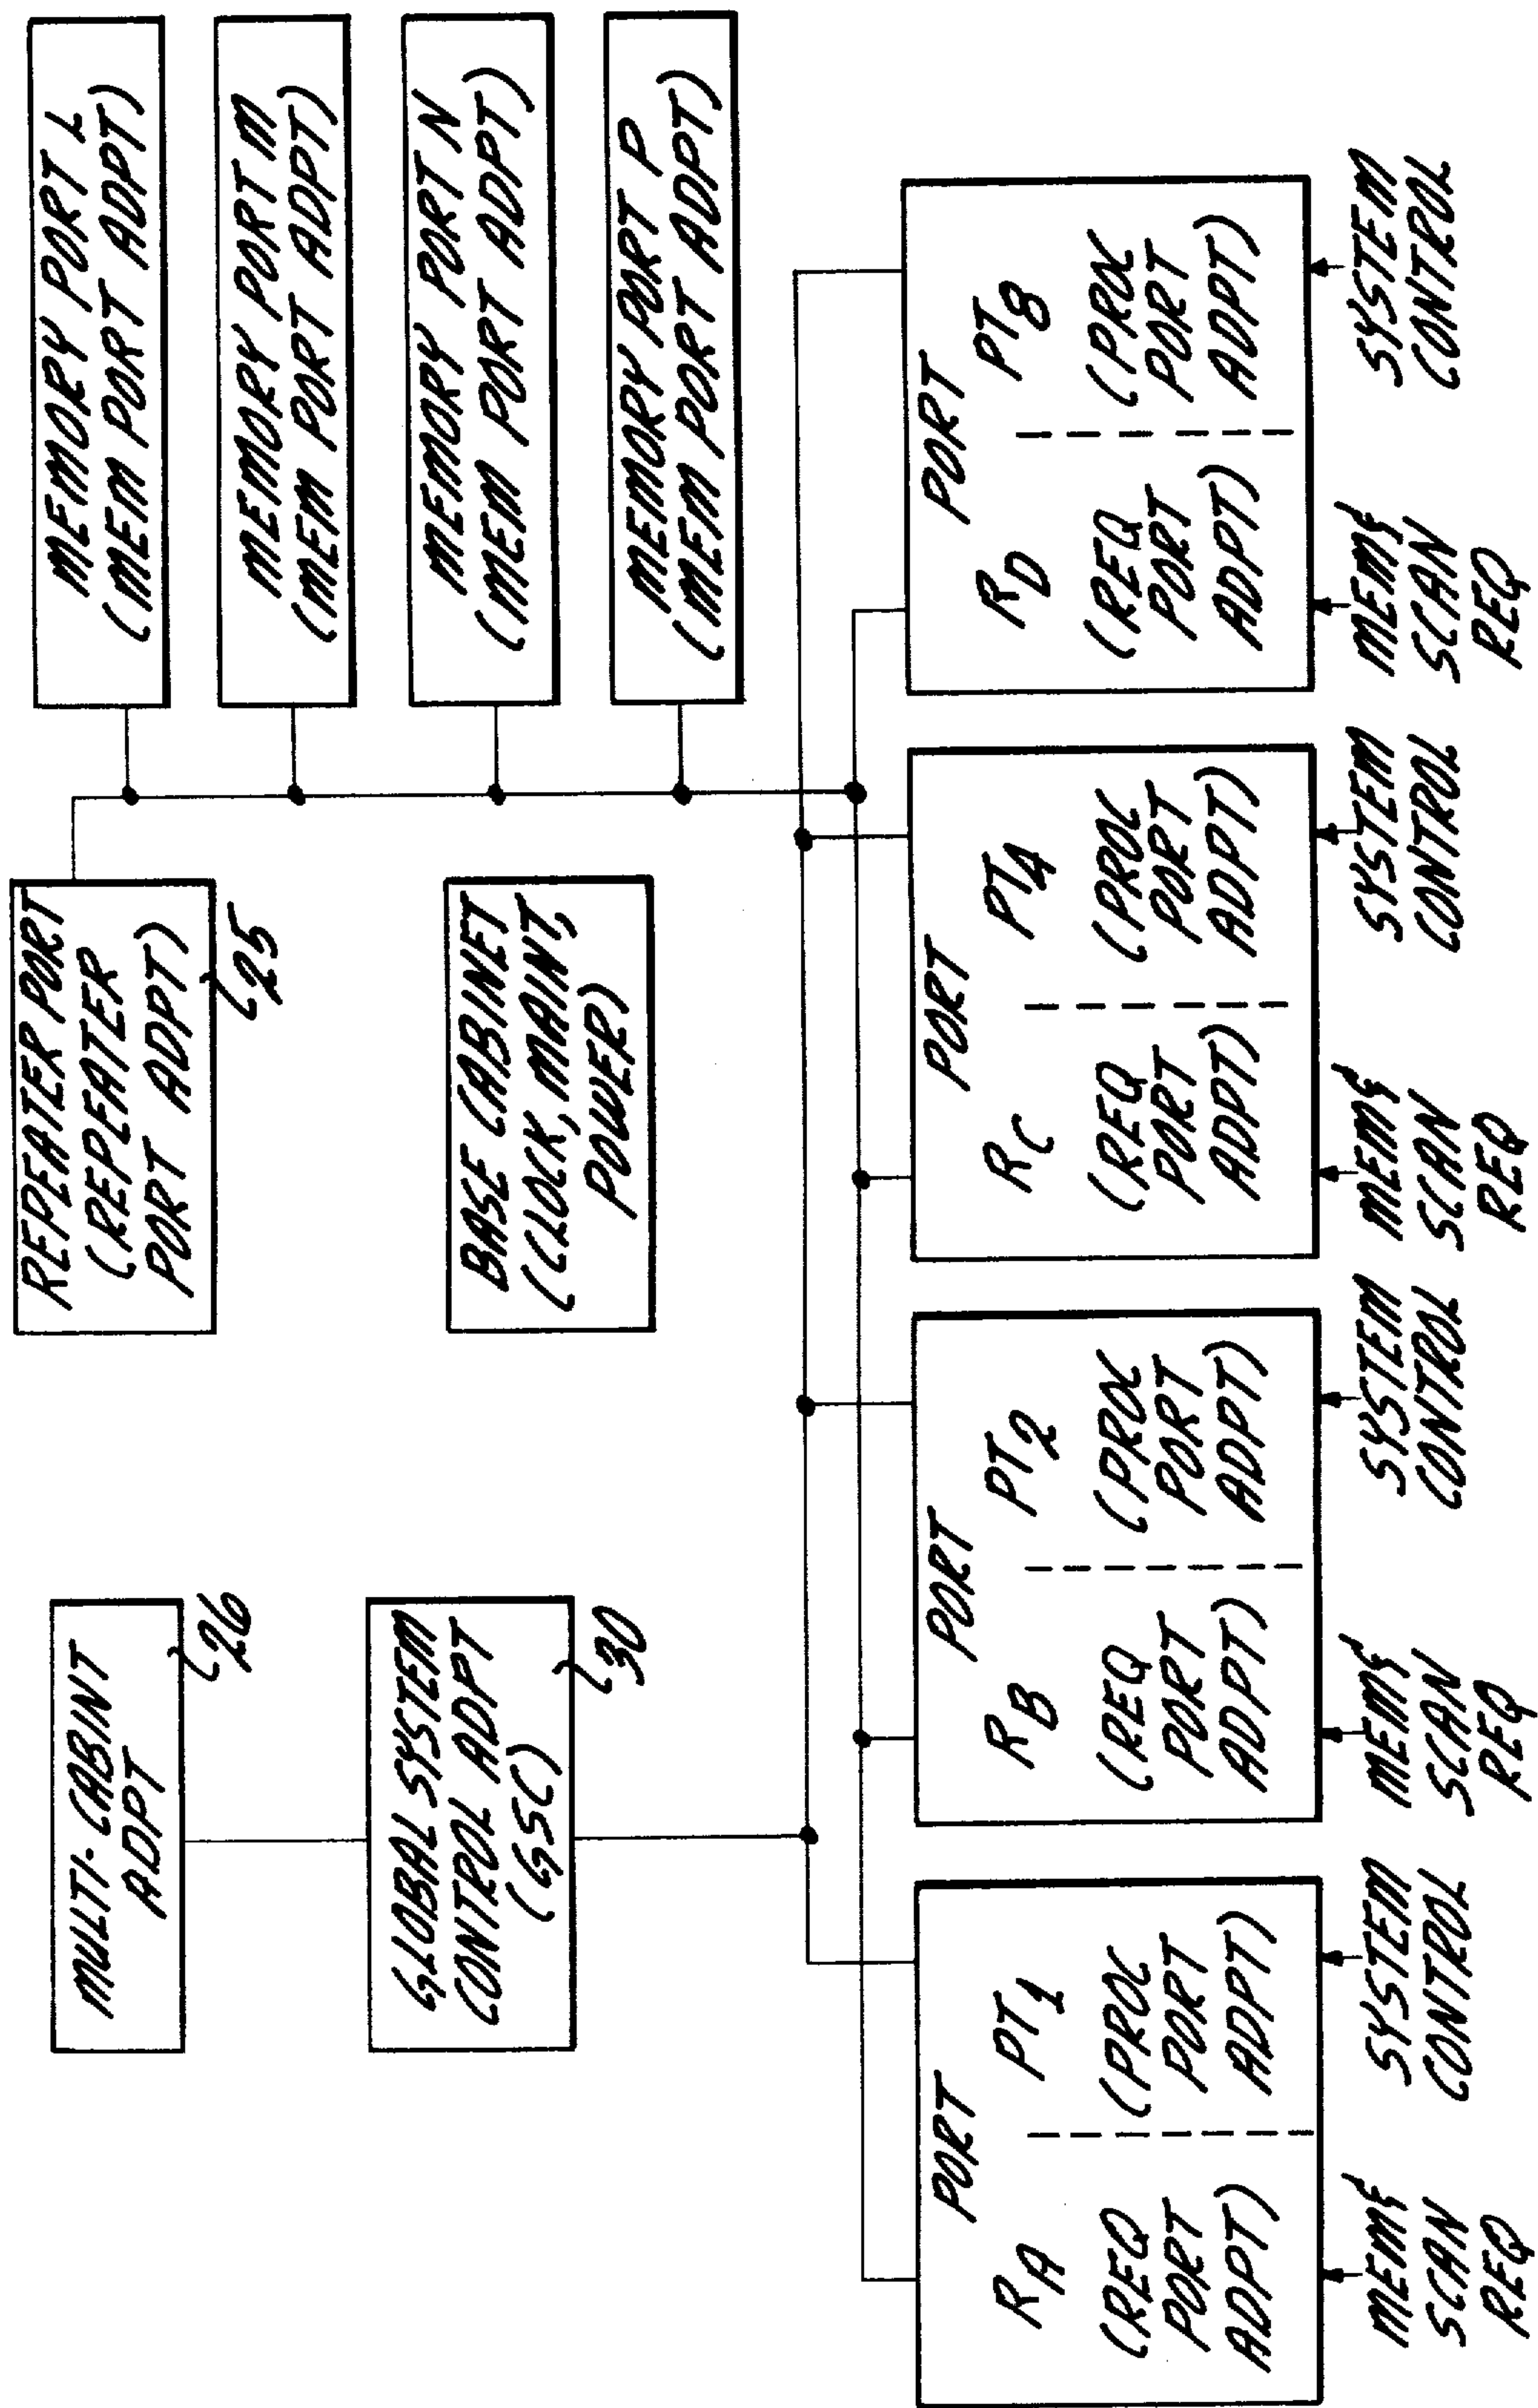 MULTI-CABINT
ADPT
26
GLOBAL SYSTEM
CONTROL ADPT
(GSC)
30
REPEATER PORT
(REPEATER
PORT ADPT)
25
BASE CABINET
(CLOCK, MAINT,
POWER)
MEMORY PORT L
(MEM PORT ADPT)
MEMORY PORT M
(MEM PORT ADPT)
MEMORY PORT N
(MEM PORT ADPT)
MEMORY PORT P
(MEM PORT ADPT)
PORT
RA
(REQ
PORT
ADPT)
PT1
(PROC
PORT
ADPT)
MEM &
SCAN
REQ
SYSTEM
CONTROL
PORT
RB
(REQ
PORT
ADPT)
PT2
(PROC
PORT
ADPT)
MEM &
SCAN
REQ
SYSTEM
CONTROL
PORT
RC
(REQ
PORT
ADPT)
PT4
(PROC
PORT
ADPT)
MEM &
SCAN
REQ
SYSTEM
CONTROL
PORT
RD
(REQ
PORT
ADPT)
PT8
(PROC
PORT
ADPT)
MEM &
SCAN
REQ
SYSTEM
CONTROL